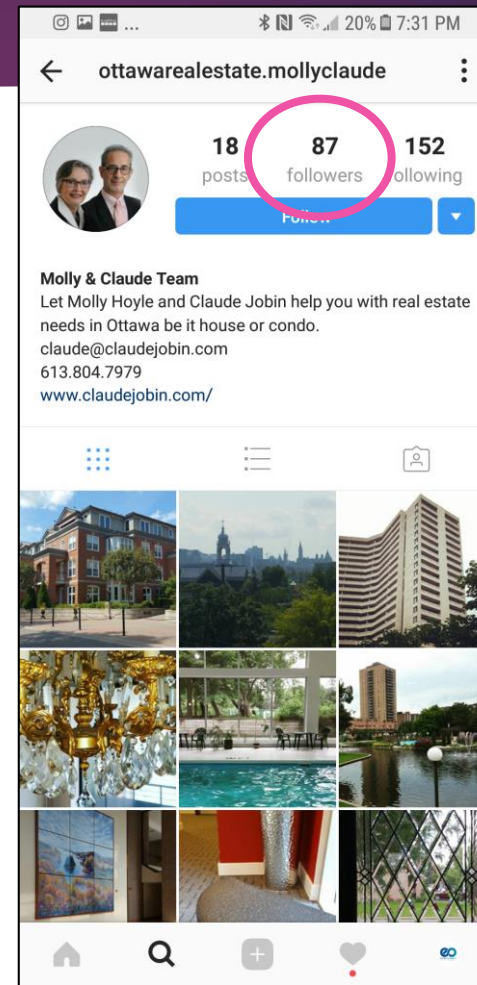 ... 20% 7:31 PM
ottawarealestate.mollyclaude
18 87 152
posts followers following
Follow
Molly & Claude Team
Let Molly Hoyle and Claude Jobin help you with real estate
needs in Ottawa be it house or condo.
claude@claudejobin.com
613.804.7979
www.claudejobin.com/